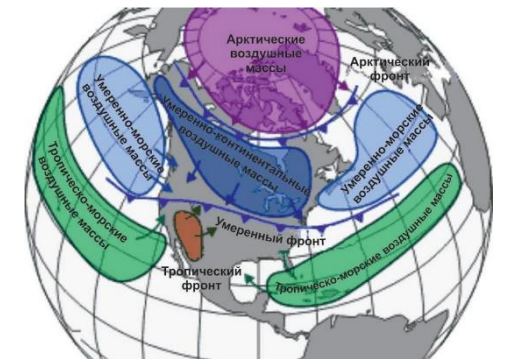 Арктические
воздушные
массы
Арктический
фронт
Умеренно-морские
воздушные массы
Умеренно-континентальные
воздушные массы
Умеренно-морские
воздушные массы
Тропическо-морские
воздушные массы
Умеренный фронт
Тропический
фронт
Тропическо-морские воздушные массы